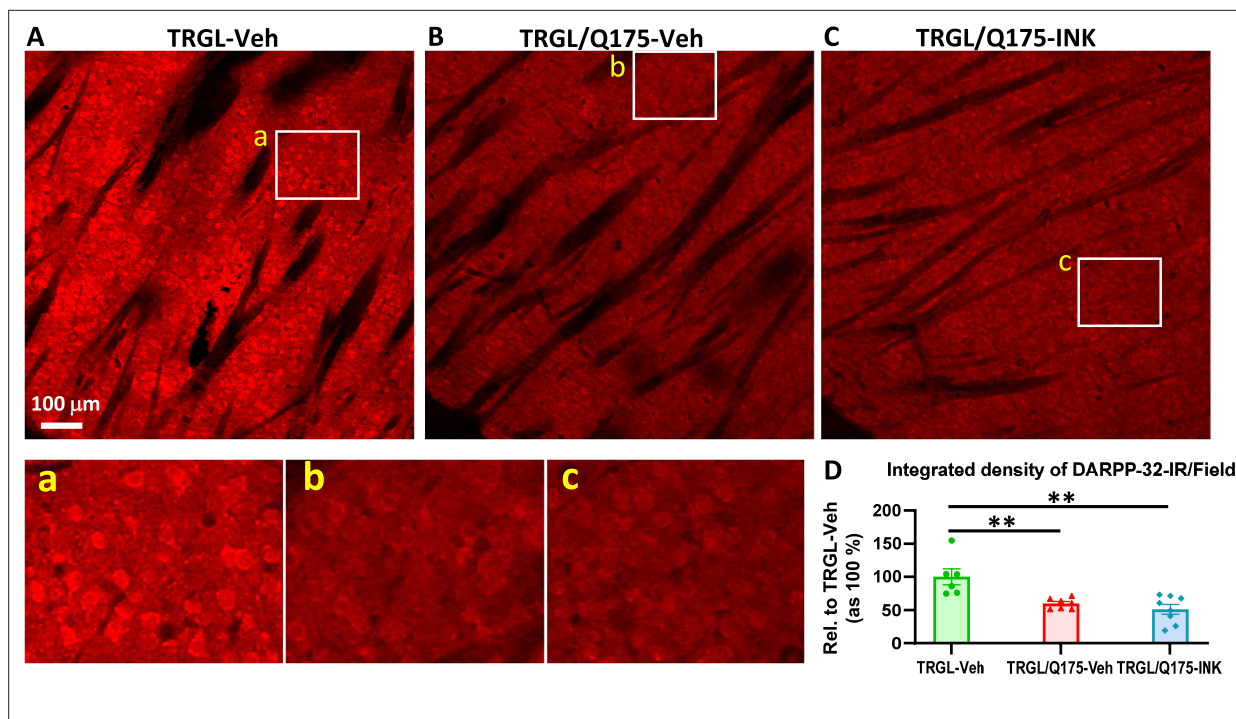 A TRGL-Veh
B TRGL/Q175-Veh
C TRGL/Q175-INK
a
b
c
100 μm
a
b
c
D Integrated density of DARPP-32-IR/Field
Rel. to TRGL-Veh
(as 100 %)
200
150
100
50
0
**
**
TRGL-Veh TRGL/Q175-Veh TRGL/Q175-INK